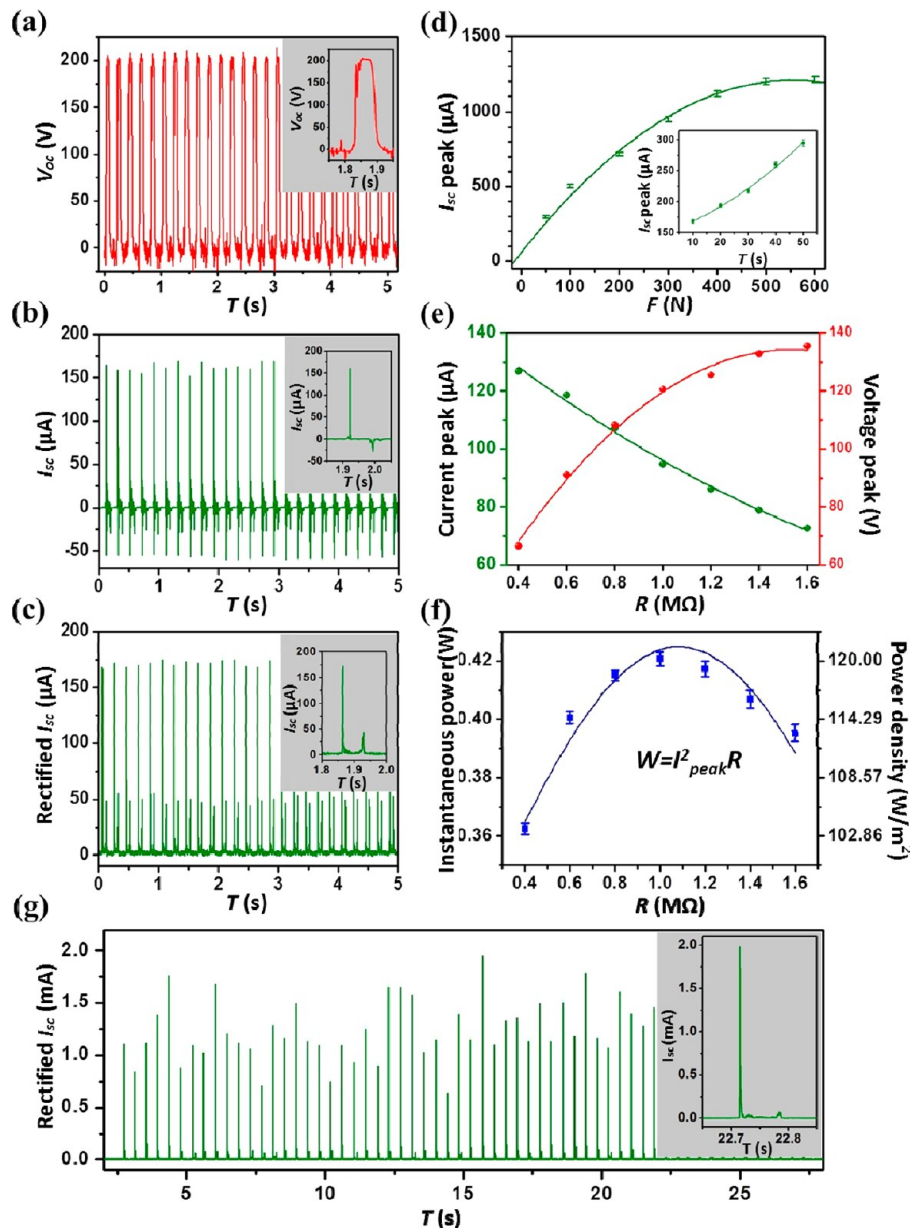 (a)
V_oc (V)
200
150
100
50
0
0 1 2 3 4 5
T (s)
V_oc (V)
200
150
100
50
0
1.8 1.9
T (s)
(d)
I_sc peak (μA)
1500
1000
500
0
0 100 200 300 400 500 600
F (N)
I_sc peak (μA)
300
250
200
150
10 20 30 40 50
T (s)
(b)
I_sc (μA)
200
150
100
50
0
-50
0 1 2 3 4 5
T (s)
I_sc (μA)
200
150
100
50
0
-50
1.9 2.0
T (s)
(e)
Current peak (μA)
140
120
100
80
60
Voltage peak (V)
140
120
100
80
60
0.4 0.6 0.8 1.0 1.2 1.4 1.6
R (MΩ)
(c)
Rectified I_sc (μA)
200
150
100
50
0
0 1 2 3 4 5
T (s)
I_sc (μA)
200
150
100
50
0
1.8 1.9 2.0
T (s)
(f)
Instantaneous power(W)
0.42
0.40
0.38
0.36
W=I²_peakR
Power density (W/m²)
120.00
114.29
108.57
102.86
0.4 0.6 0.8 1.0 1.2 1.4 1.6
R (MΩ)
(g)
Rectified I_sc (mA)
2.0
1.5
1.0
0.5
0.0
5 10 15 20 25
T (s)
I_sc (mA)
2.0
1.5
1.0
0.5
0.0
22.7 22.8
T (s)